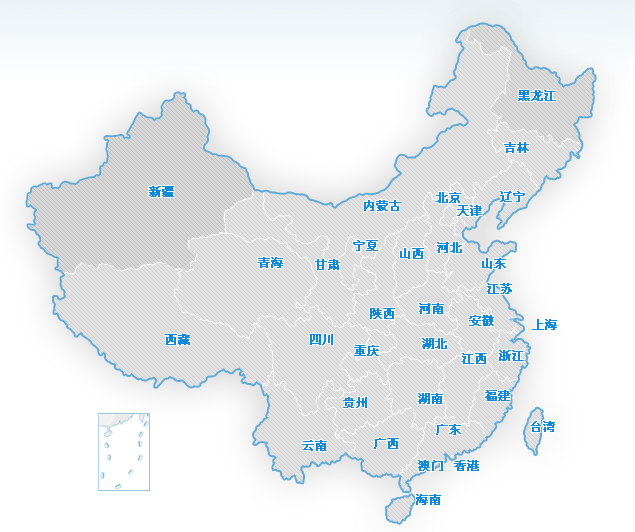 黑龙江
吉林
新疆
辽宁
北京
内蒙古
天津
宁夏
河北
山西
青海
甘肃
山东
江苏
河南
陕西
安徽
上海
西藏
四川
湖北
重庆
浙江
江西
福建
湖南
贵州
台湾
广东
广西
云南
澳门
香港
海南